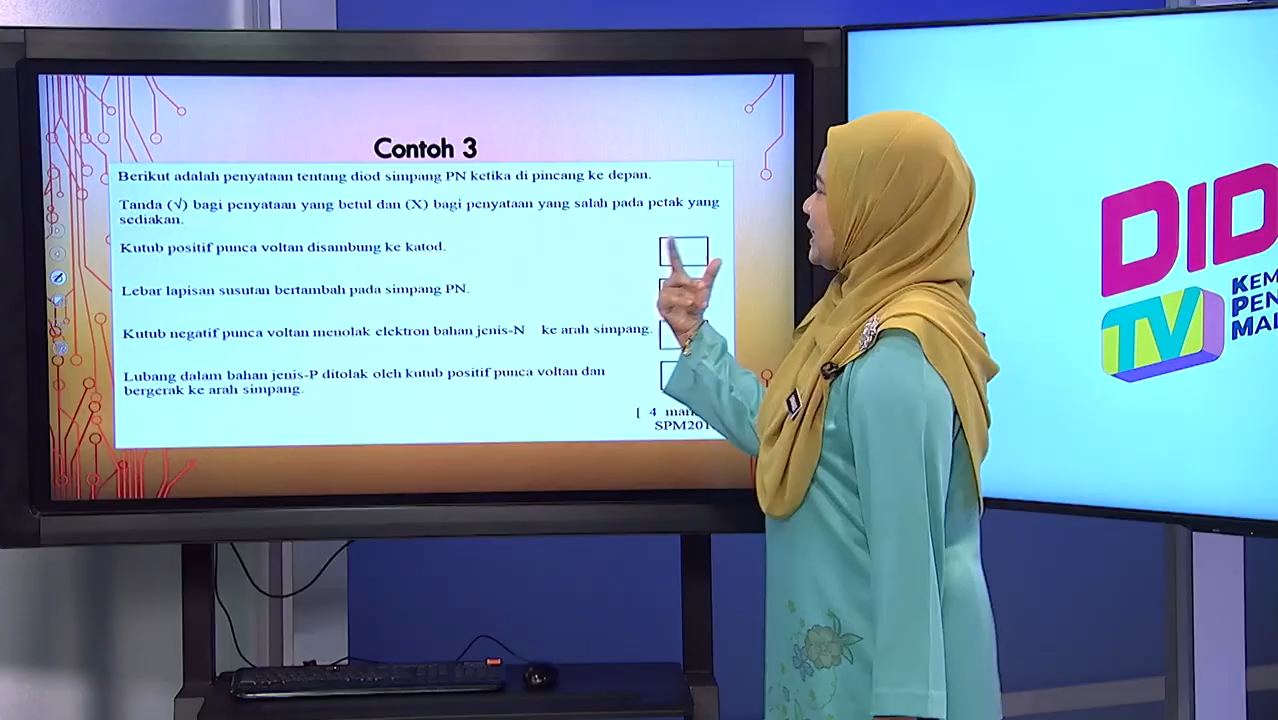 Contoh 3
Berikut adalah penyataan tentang diod simpang PN ketika di pincang ke depan.
Tanda (√) bagi penyataan yang betul dan (X) bagi penyataan yang salah pada petak yang
sediakan.
Kutub positif punca voltan disambung ke katod.
Lebar lapisan susutan bertambah pada simpang PN.
Kutub negatif punca voltan menolak elektron bahan jenis-N ke arah simpang.
Lubang dalam bahan jenis-P ditolak oleh kutub positif punca voltan dan
bergerak ke arah simpang.
[ 4
SPM201
DID
TV
KEM
PEN
MAL